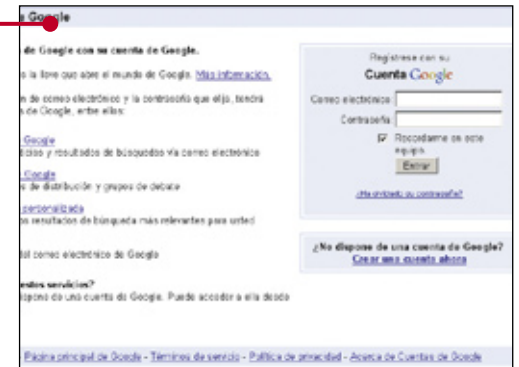 e Google
de Google con su cuenta de Google.
s la llave que abre el mundo de Google. Más información.
n de correo electrónico y la contraseña que elija, tendrá
s de Google, entre ellos:
Google
icias y resultados de búsquedas vía correo electrónico
Google
s de distribución y grupos de debate
personalizada
os resultados de búsqueda más relevantes para usted
del correo electrónico de Google
estos servicios?
dispone de una cuenta de Google. Puede acceder a ella desde
Regístrese con su
Cuenta Google
Correo electrónico:
Contraseña:
Recordarme en este
equipo.
Entrar
¿Ha olvidado su contraseña?
¿No dispone de una cuenta de Google?
Crear una cuenta ahora
Página principal de Google - Términos de servicio - Política de privacidad - Acerca de Cuentas de Google